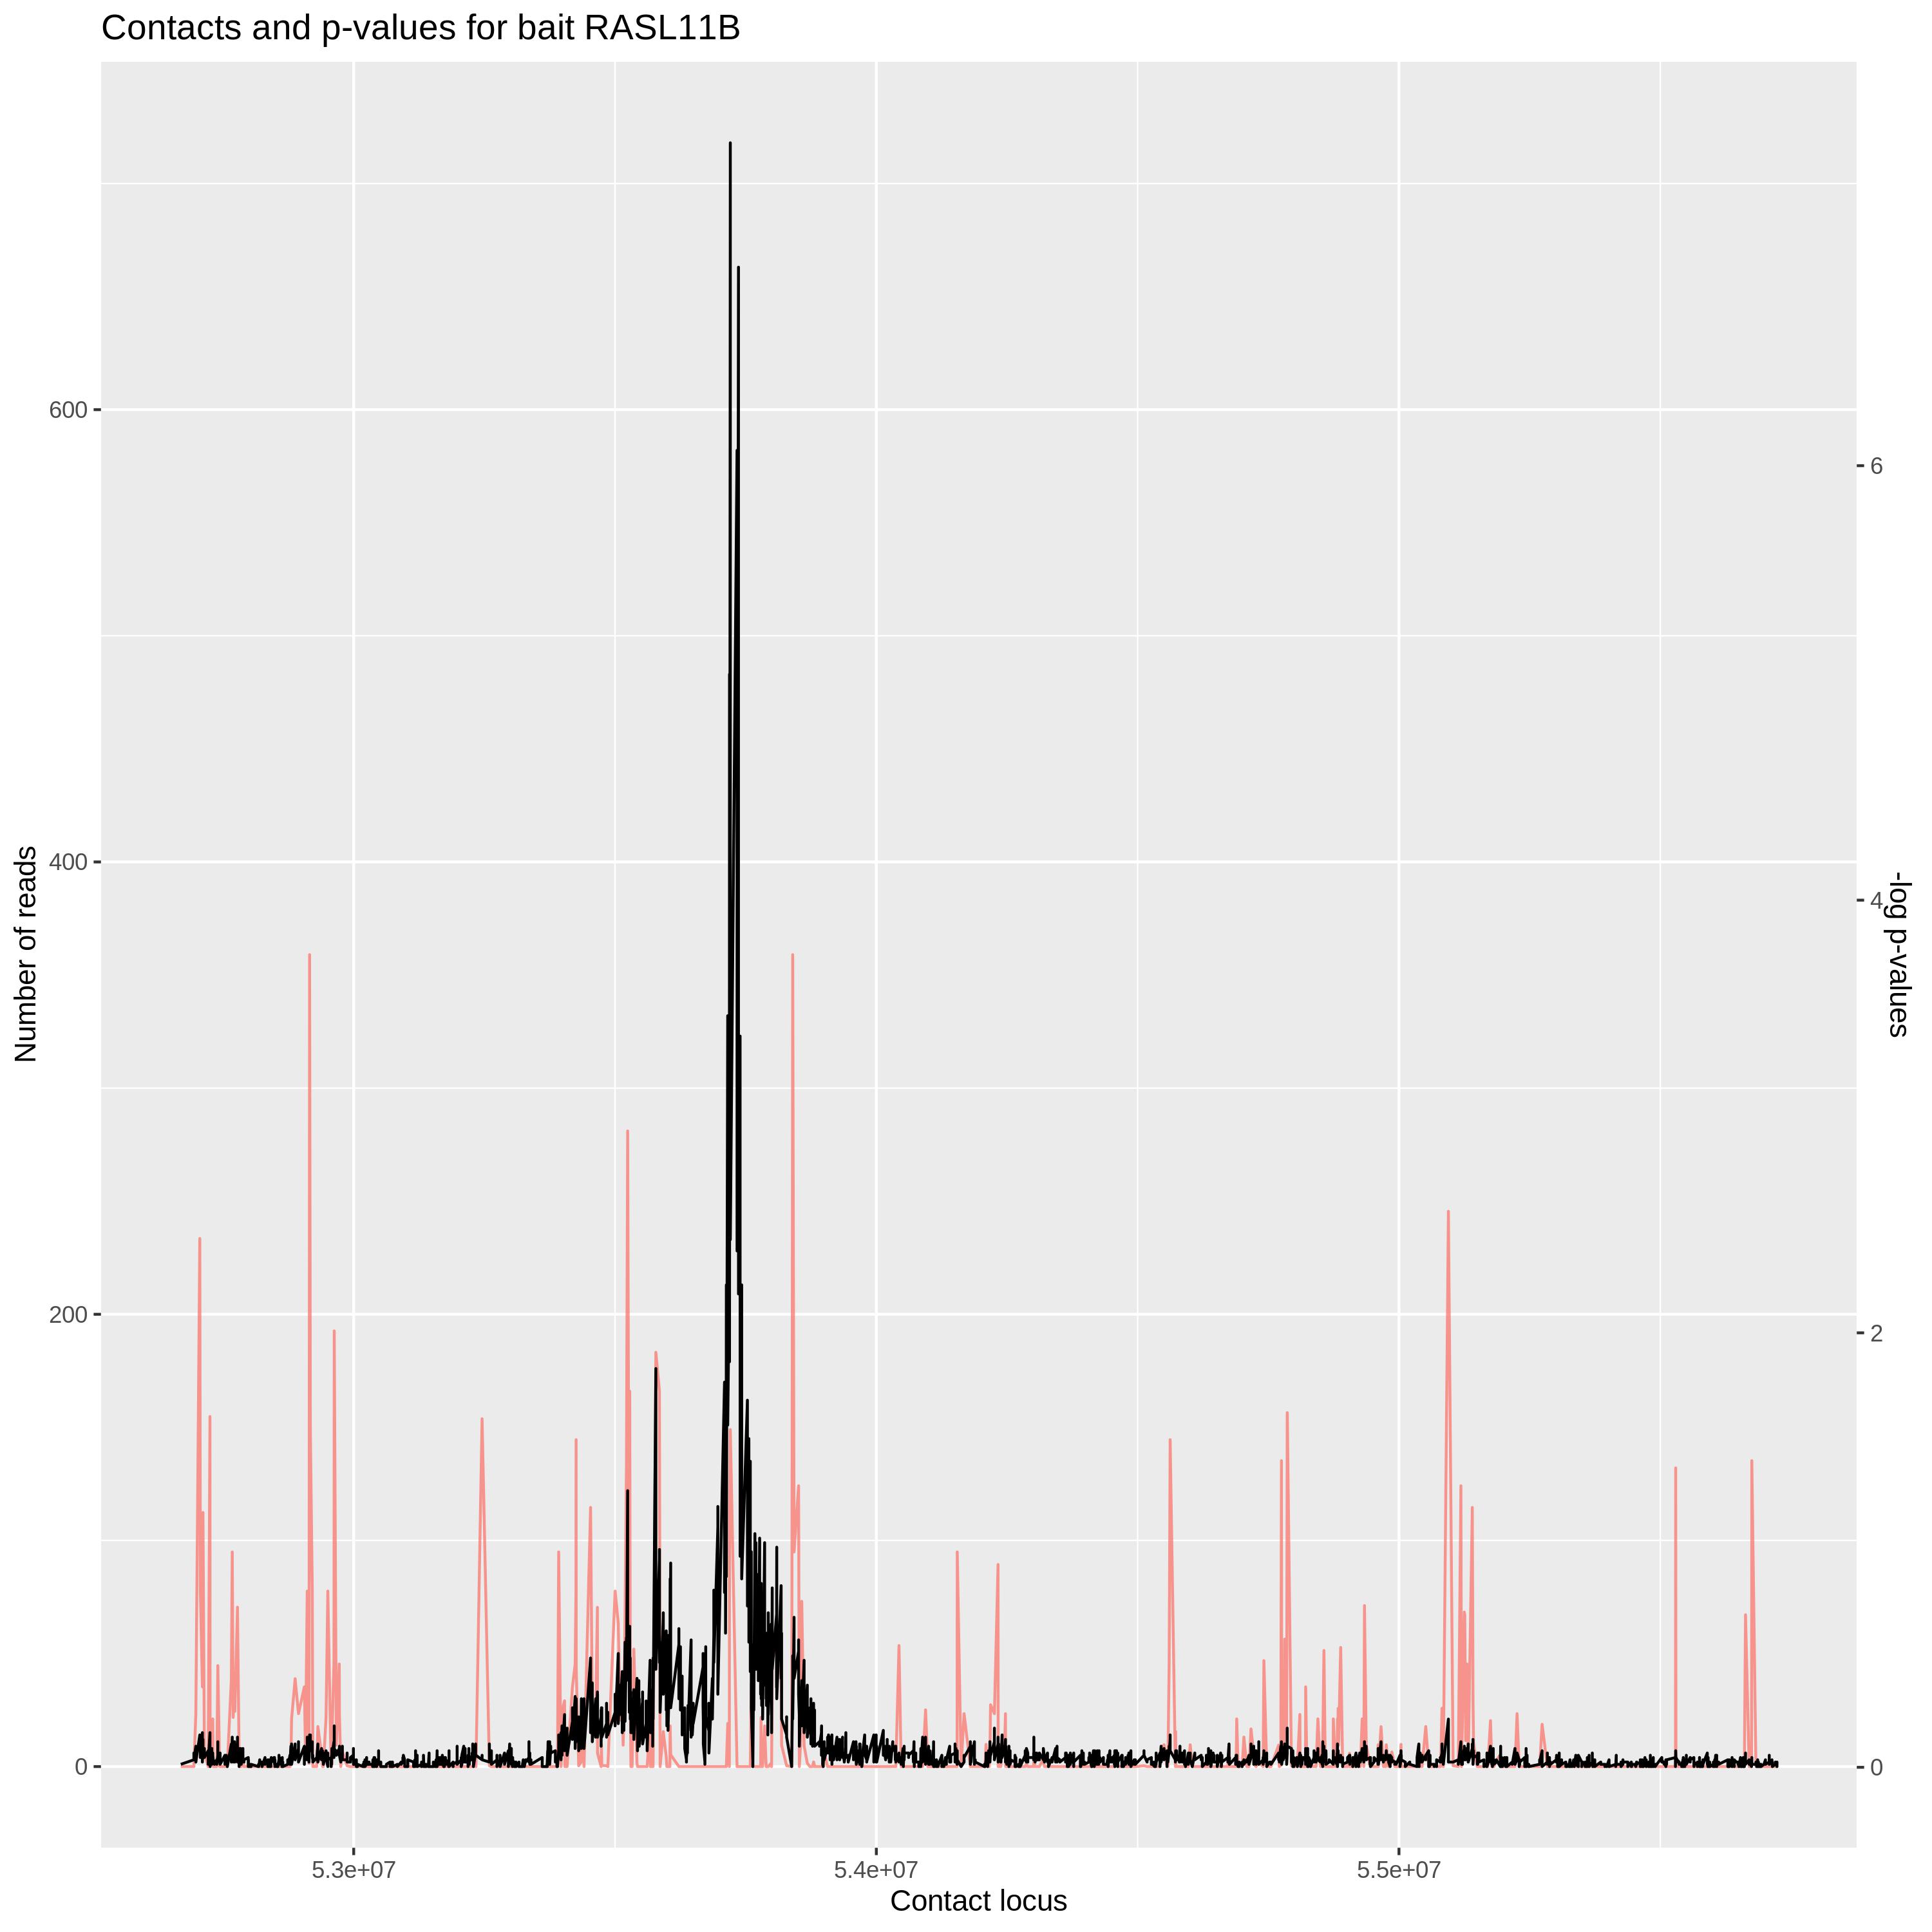 Contacts and p-values for bait RASL11B
600
400
200
0
Number of reads
6
4
2
0
-log p-values
5.3e+07
5.4e+07
5.5e+07
Contact locus